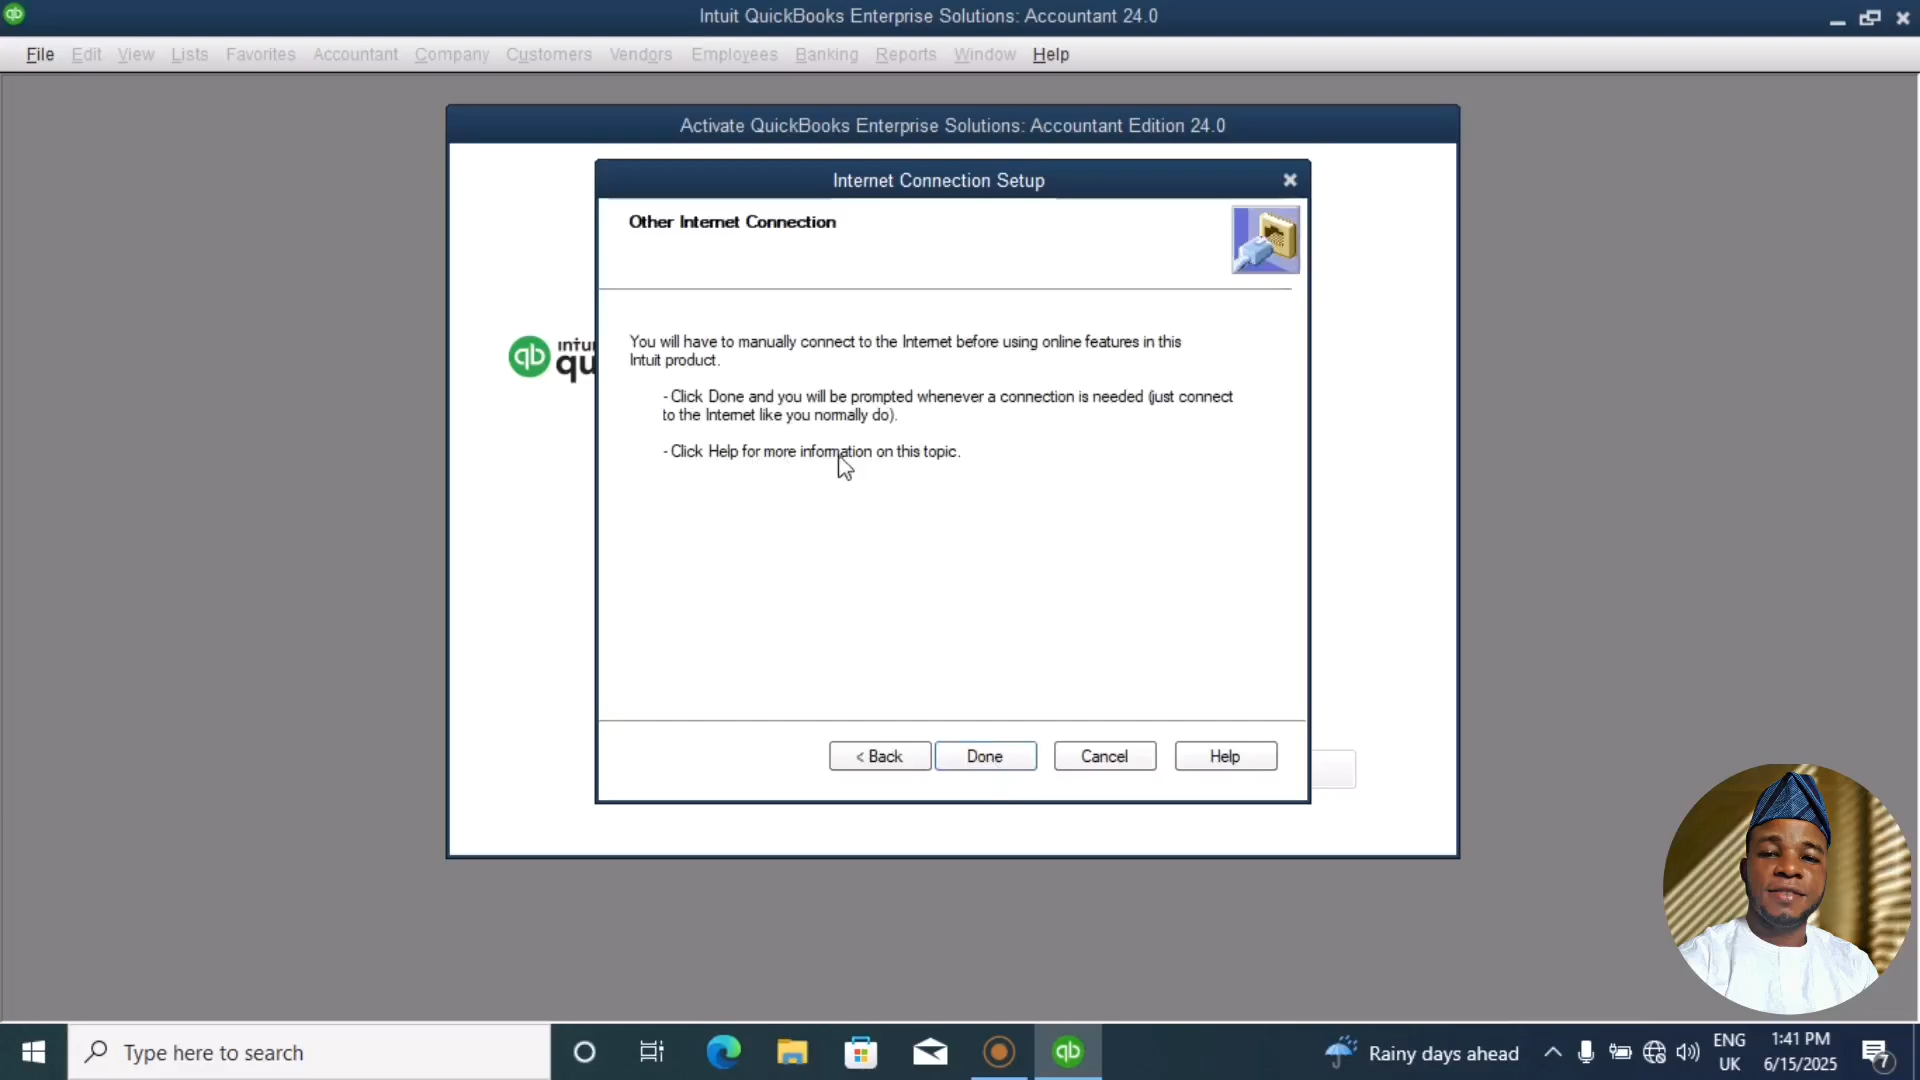 Intuit QuickBooks Enterprise Solutions: Accountant 24.0
File Edit View Lists Favorites Accountant Company Customers Vendors Employees Banking Reports Window Help
Activate QuickBooks Enterprise Solutions: Accountant Edition 24.0
Internet Connection Setup
Other Internet Connection
You will have to manually connect to the Internet before using online features in this
Intuit product.
- Click Done and you will be prompted whenever a connection is needed (just connect
to the Internet like you normally do).
- Click Help for more information on this topic.
qb
intu
qu
< Back Done Cancel Help
Type here to search
qb
Rainy days ahead
ENG
UK
1:41 PM
6/15/2025
7